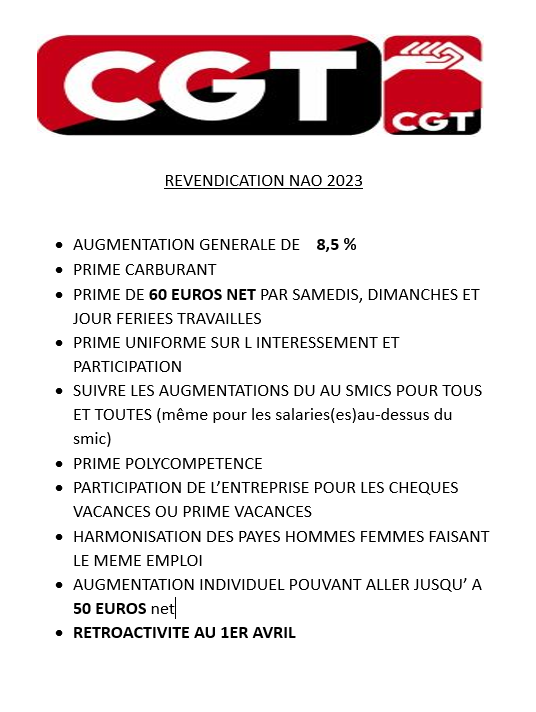 CGT
CGT
REVENDICATION NAO 2023
• AUGMENTATION GENERALE DE 8,5 %
• PRIME CARBURANT
• PRIME DE 60 EUROS NET PAR SAMEDIS, DIMANCHES ET
JOUR FERIEES TRAVAILLES
• PRIME UNIFORME SUR L INTERESSEMENT ET
PARTICIPATION
• SUIVRE LES AUGMENTATIONS DU AU SMICS POUR TOUS
ET TOUTES (même pour les salaries(es)au-dessus du
smic)
• PRIME POLYCOMPETENCE
• PARTICIPATION DE L’ENTREPRISE POUR LES CHEQUES
VACANCES OU PRIME VACANCES
• HARMONISATION DES PAYES HOMMES FEMMES FAISANT
LE MEME EMPLOI
• AUGMENTATION INDIVIDUEL POUVANT ALLER JUSQU’ A
50 EUROS net
• RETROACTIVITE AU 1ER AVRIL